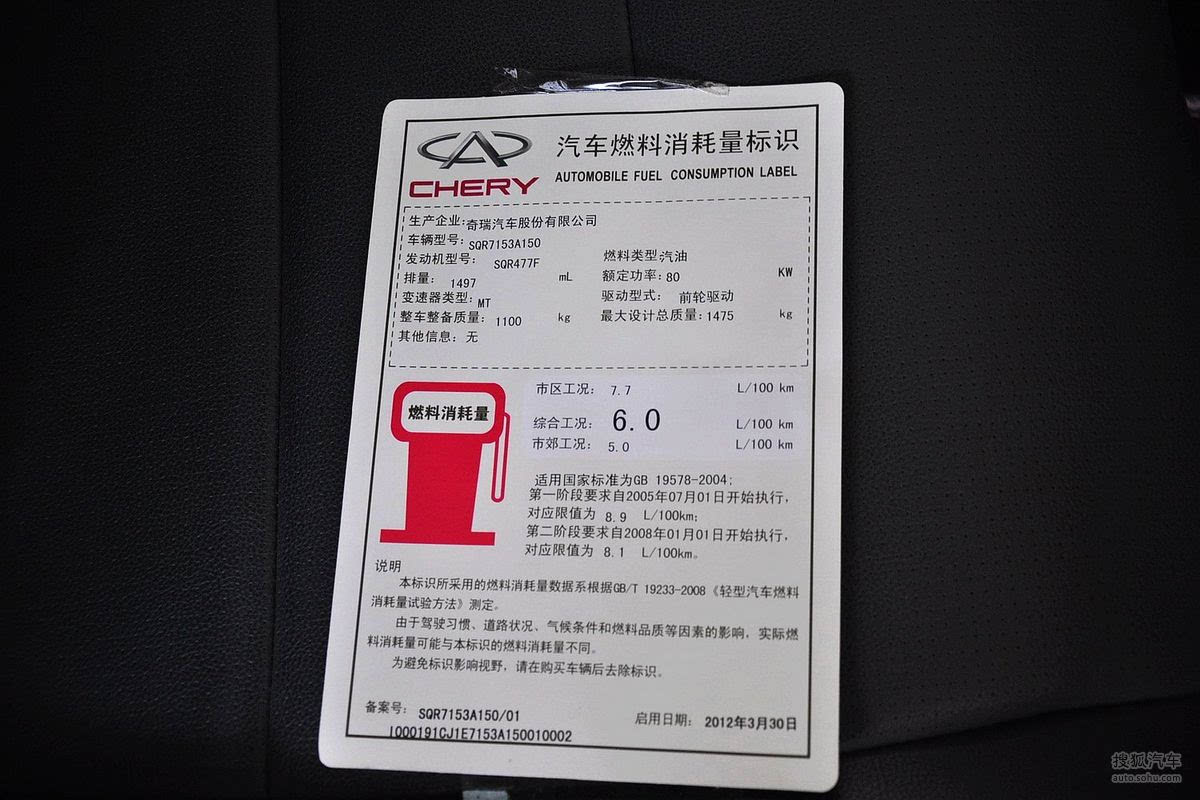 CHERY
汽车燃料消耗量标识
AUTOMOBILE FUEL CONSUMPTION LABEL
生产企业:奇瑞汽车股份有限公司
车辆型号: SQR7153A150
发动机型号: SQR477F 燃料类型:汽油
排量: 1497 mL 额定功率:80 KW
变速器类型:MT 驱动型式: 前轮驱动
整车整备质量: 1100 kg 最大设计总质量:1475 kg
其他信息: 无
燃料消耗量
市区工况: 7.7 L/100 km
综合工况: 6.0 L/100 km
市郊工况: 5.0 L/100 km
适用国家标准为GB 19578-2004;
第一阶段要求自2005年07月01日开始执行,
对应限值为 8.9 L/100km;
第二阶段要求自2008年01月01日开始执行,
对应限值为 8.1 L/100km。
说明
本标识所采用的燃料消耗量数据系根据GB/T 19233-2008《轻型汽车燃料
消耗量试验方法》测定。
由于驾驶习惯、道路状况、气候条件和燃料品质等因素的影响，实际燃
料消耗量可能与本标识的燃料消耗量不同。
为避免标识影响视野，请在购买车辆后去除标识。
备案号: SQR7153A150/01 启用日期: 2012年3月30日
I000191CJ1E7153A150010002
搜狐汽车
auto.sohu.com